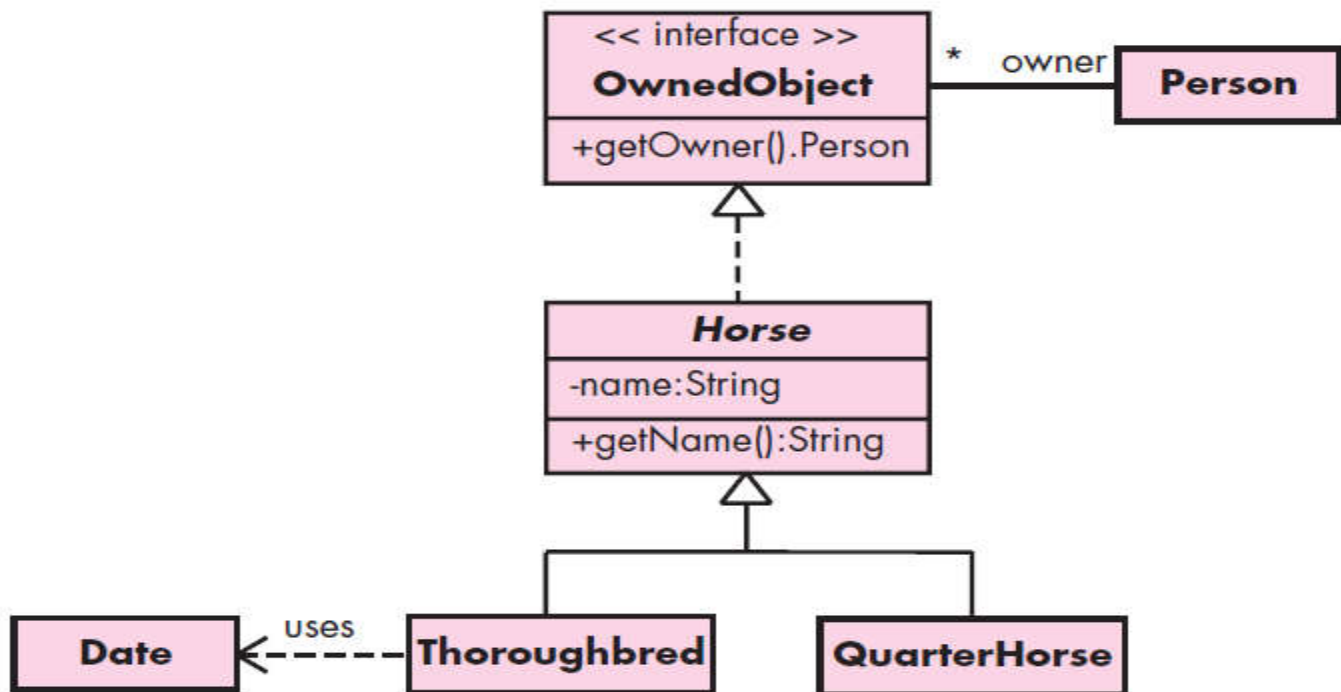 << interface >>
OwnedObject
* owner
Person
+getOwner().Person
Horse
-name:String
+getName():String
Date
uses
Thoroughbred
QuarterHorse